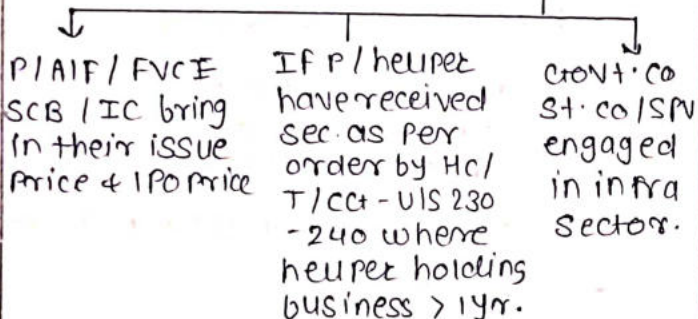 P/AIF/FVCI
SCB/IC bring
in their issue
price & IPO price
If P/helper
have received
sec. as per
order by HC/
T/CG - U/S 230
-240 where
helper holding
business > 1yr.
Govt. co
St. co/SPV
engaged
in infra
Sector.